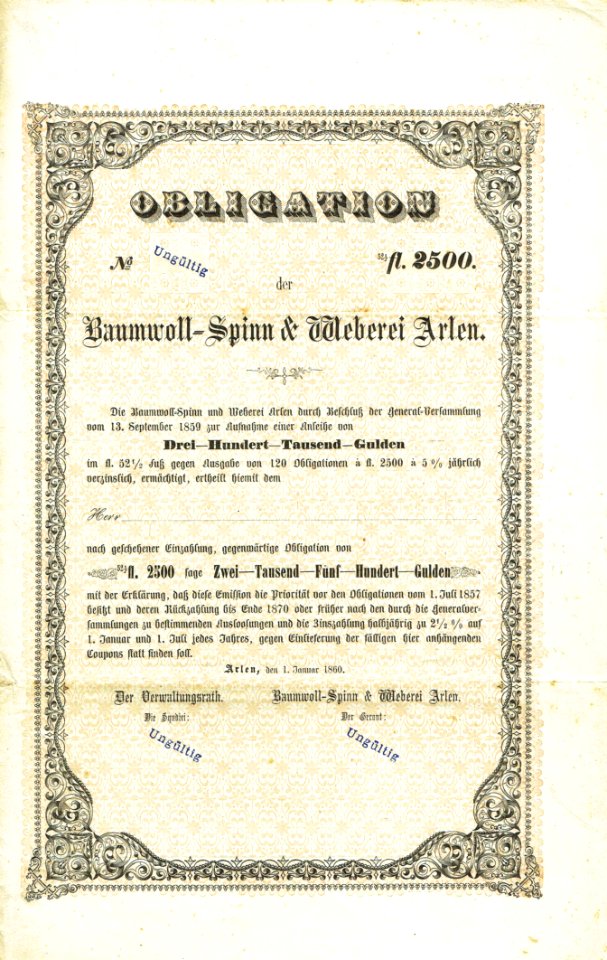 OBLIGATION
No Ungültig 52½ fl. 2500.
der
Baumwoll-Spinn & Weberei Arlen.
Die Baumwoll-Spinn und Weberei Arlen durch Beschluß der General-Versammlung
vom 13. September 1859 zur Aufnahme einer Anleihe von
Drei—Hundert—Tausend—Gulden
im fl. 52½ Fuß gegen Ausgabe von 120 Obligationen à fl. 2500 à 5% jährlich
verzinslich, ermächtigt, ertheilt hiemit dem
Herr
nach geschehener Einzahlung, gegenwärtige Obligation von
52½ fl. 2500 sage Zwei—Tausend—Fünf—Hundert—Gulden
mit der Erklärung, daß diese Emission die Priorität vor den Obligationen vom 1. Juli 1857
besitzt und deren Rückzahlung bis Ende 1870 oder früher nach den durch die Generalver-
sammlungen zu bestimmenden Ausloosungen und die Zinszahlung halbjährig zu 2½ % auf
1. Januar und 1. Juli jedes Jahres, gegen Einlieferung der fälligen hier anhängenden
Coupons statt finden soll.
Arlen, den 1. Januar 1860.
Der Verwaltungsrath. Baumwoll-Spinn & Weberei Arlen.
Die Syndici: Der Gerant:
Ungültig Ungültig